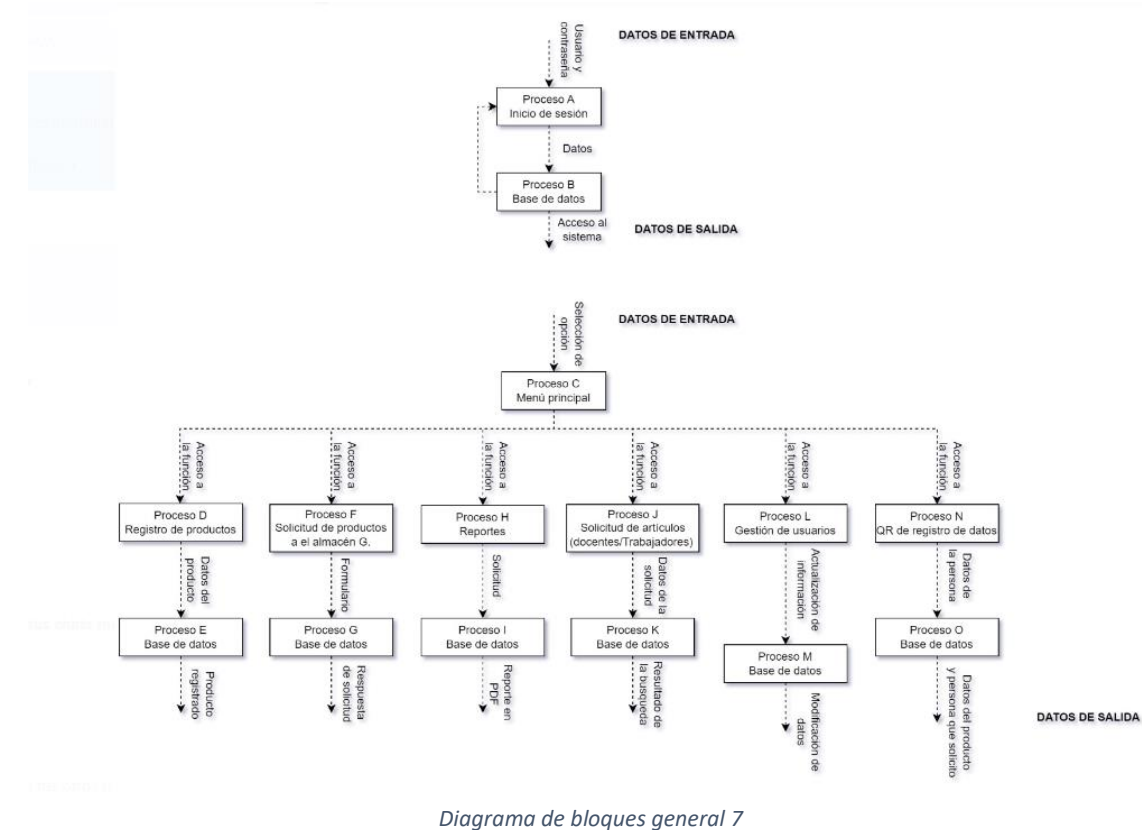 Usuario y
contraseña
DATOS DE ENTRADA
Proceso A
Inicio de sesión
Datos
Proceso B
Base de datos
Acceso al
sistema
DATOS DE SALIDA
Selección de
opción
DATOS DE ENTRADA
Proceso C
Menú principal
Acceso a
la función
Acceso a
la función
Acceso a
la función
Acceso a
la función
Acceso a
la función
Acceso a
la función
Proceso D
Registro de productos
Proceso F
Solicitud de productos
a el almacén G.
Proceso H
Reportes
Proceso J
Solicitud de artículos
(docentes/Trabajadores)
Proceso L
Gestión de usuarios
Proceso N
QR de registro de datos
Datos del
producto
Formulario
Solicitud
Datos de la
solicitud
Actualización de
información
Datos de
la persona
Proceso E
Base de datos
Proceso G
Base de datos
Proceso I
Base de datos
Proceso K
Base de datos
Proceso M
Base de datos
Proceso O
Base de datos
Producto
registrado
Respuesta
de solicitud
Reporte en
PDF
Resultado de
la busqueda
Modificación de
datos
Datos del producto
y persona que solicito
DATOS DE SALIDA
Diagrama de bloques general 7